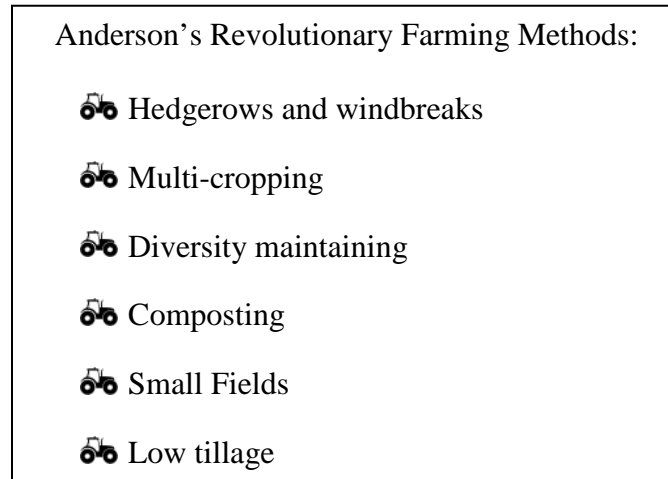 Anderson’s Revolutionary Farming Methods:
Hedgerows and windbreaks
Multi-cropping
Diversity maintaining
Composting
Small Fields
Low tillage